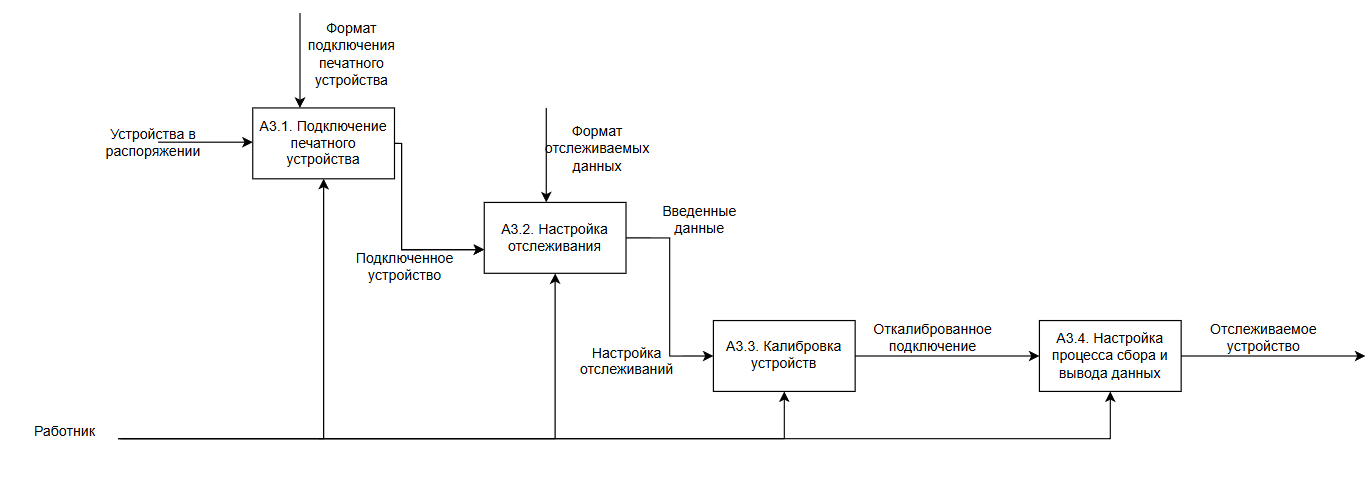 Формат
подключения
печатного
устройства
Устройства в
распоряжении
А3.1. Подключение
печатного
устройства
Формат
отслеживаемых
данных
Подключенное
устройство
А3.2. Настройка
отслеживания
Введенные
данные
Настройка
отслеживаний
А3.3. Калибровка
устройств
Откалиброванное
подключение
А3.4. Настройка
процесса сбора и
вывода данных
Отслеживаемое
устройство
Работник